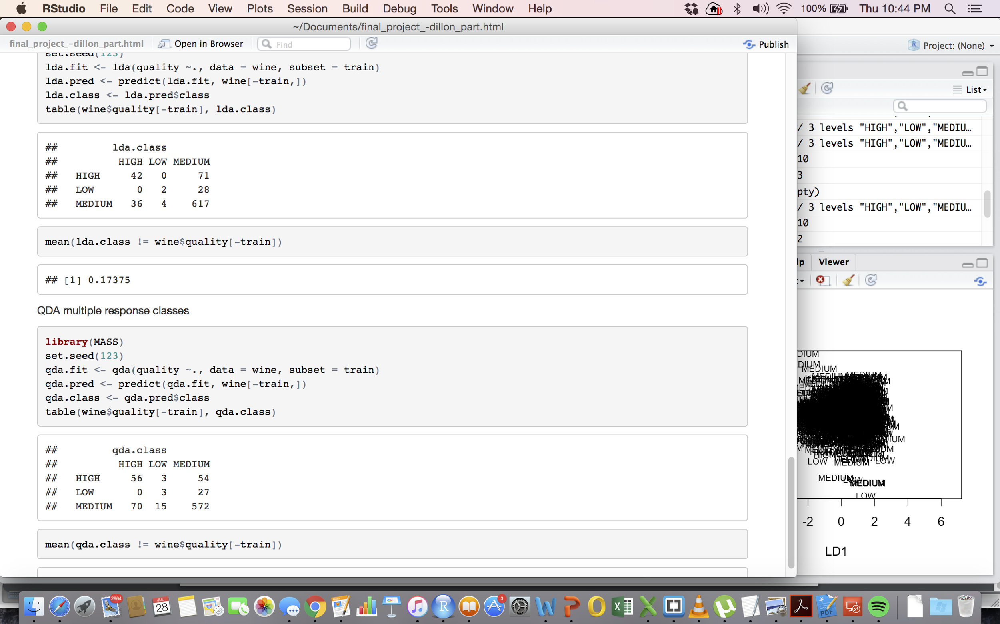 RStudio File Edit Code View Plots Session Build Debug Tools Window Help 100% Thu 10:44 PM
~/Documents/final_project_-dillon_part.html
final_project_-dillon_part.html Open in Browser Find Publish
Project: (None)
set.seed(123)
lda.fit <- lda(quality ~., data = wine, subset = train)
lda.pred <- predict(lda.fit, wine[-train,])
lda.class <- lda.pred$class
table(wine$quality[-train], lda.class)
## lda.class
## HIGH LOW MEDIUM
## HIGH 42 0 71
## LOW 0 2 28
## MEDIUM 36 4 617
mean(lda.class != wine$quality[-train])
## [1] 0.17375
QDA multiple response classes
library(MASS)
set.seed(123)
qda.fit <- qda(quality ~., data = wine, subset = train)
qda.pred <- predict(qda.fit, wine[-train,])
qda.class <- qda.pred$class
table(wine$quality[-train], qda.class)
## qda.class
## HIGH LOW MEDIUM
## HIGH 56 3 54
## LOW 0 3 27
## MEDIUM 70 15 572
mean(qda.class != wine$quality[-train])
List
/ 3 levels "HIGH","LOW","MEDIU...
/ 3 levels "HIGH","LOW","MEDIU...
10
3
pty)
/ 3 levels "HIGH","LOW","MEDIU...
10
2
lp Viewer
DIUM
DIUM
MEDIUM
LOW MEDIUM LOW
MEDIUM LOW
MEDIUM
LOW
-2 0 2 4 6
LD1
2864
JUL
28
PAGES
3
PDF